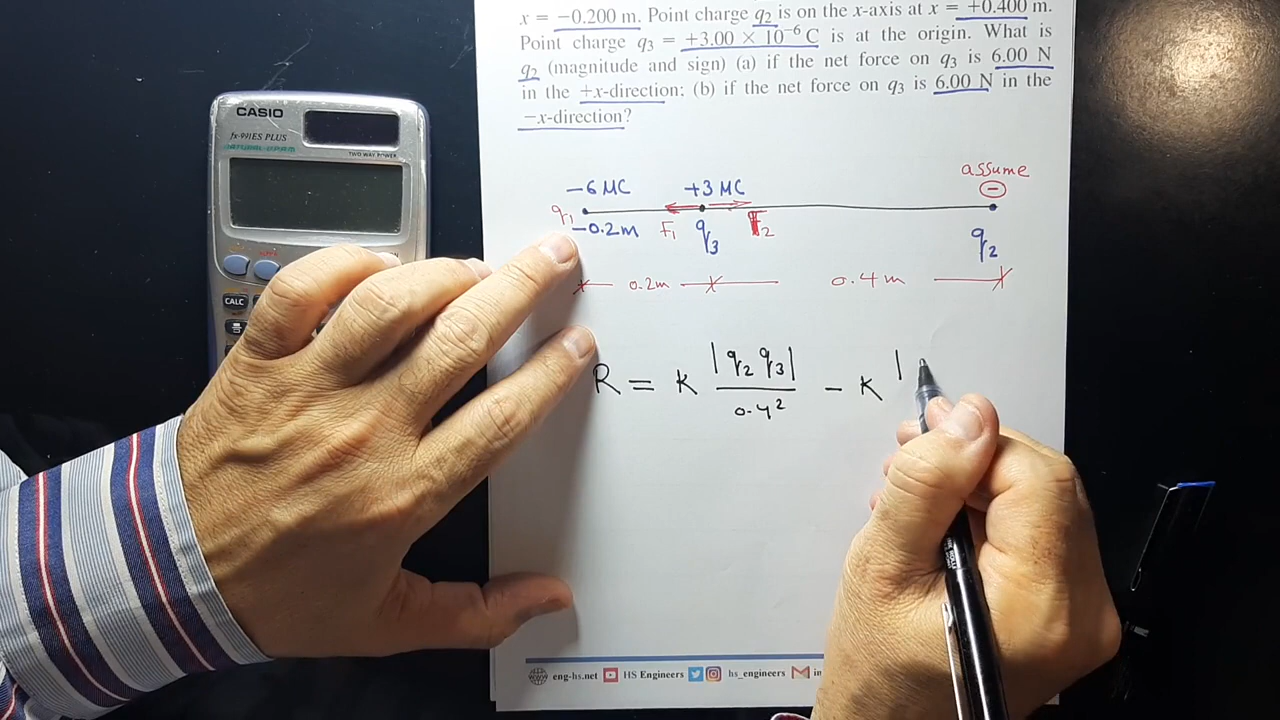 x = −0.200 m. Point charge q₂ is on the x-axis at x = +0.400 m.
Point charge q₃ = +3.00 × 10⁻⁶ C is at the origin. What is
q₂ (magnitude and sign) (a) if the net force on q₃ is 6.00 N
in the +x-direction; (b) if the net force on q₃ is 6.00 N in the
−x-direction?
CASIO
fx-991ES PLUS
NATURAL-V.P.A.M.
TWO WAY POWER
CALC
assume
⊖
−6 MC +3 MC
q₁
−0.2m F₁ q₃ F₂ q₂
0.2m 0.4m
R = K |q₂ q₃| / 0.4² − K |
eng-hs.net HS Engineers hs_engineers in